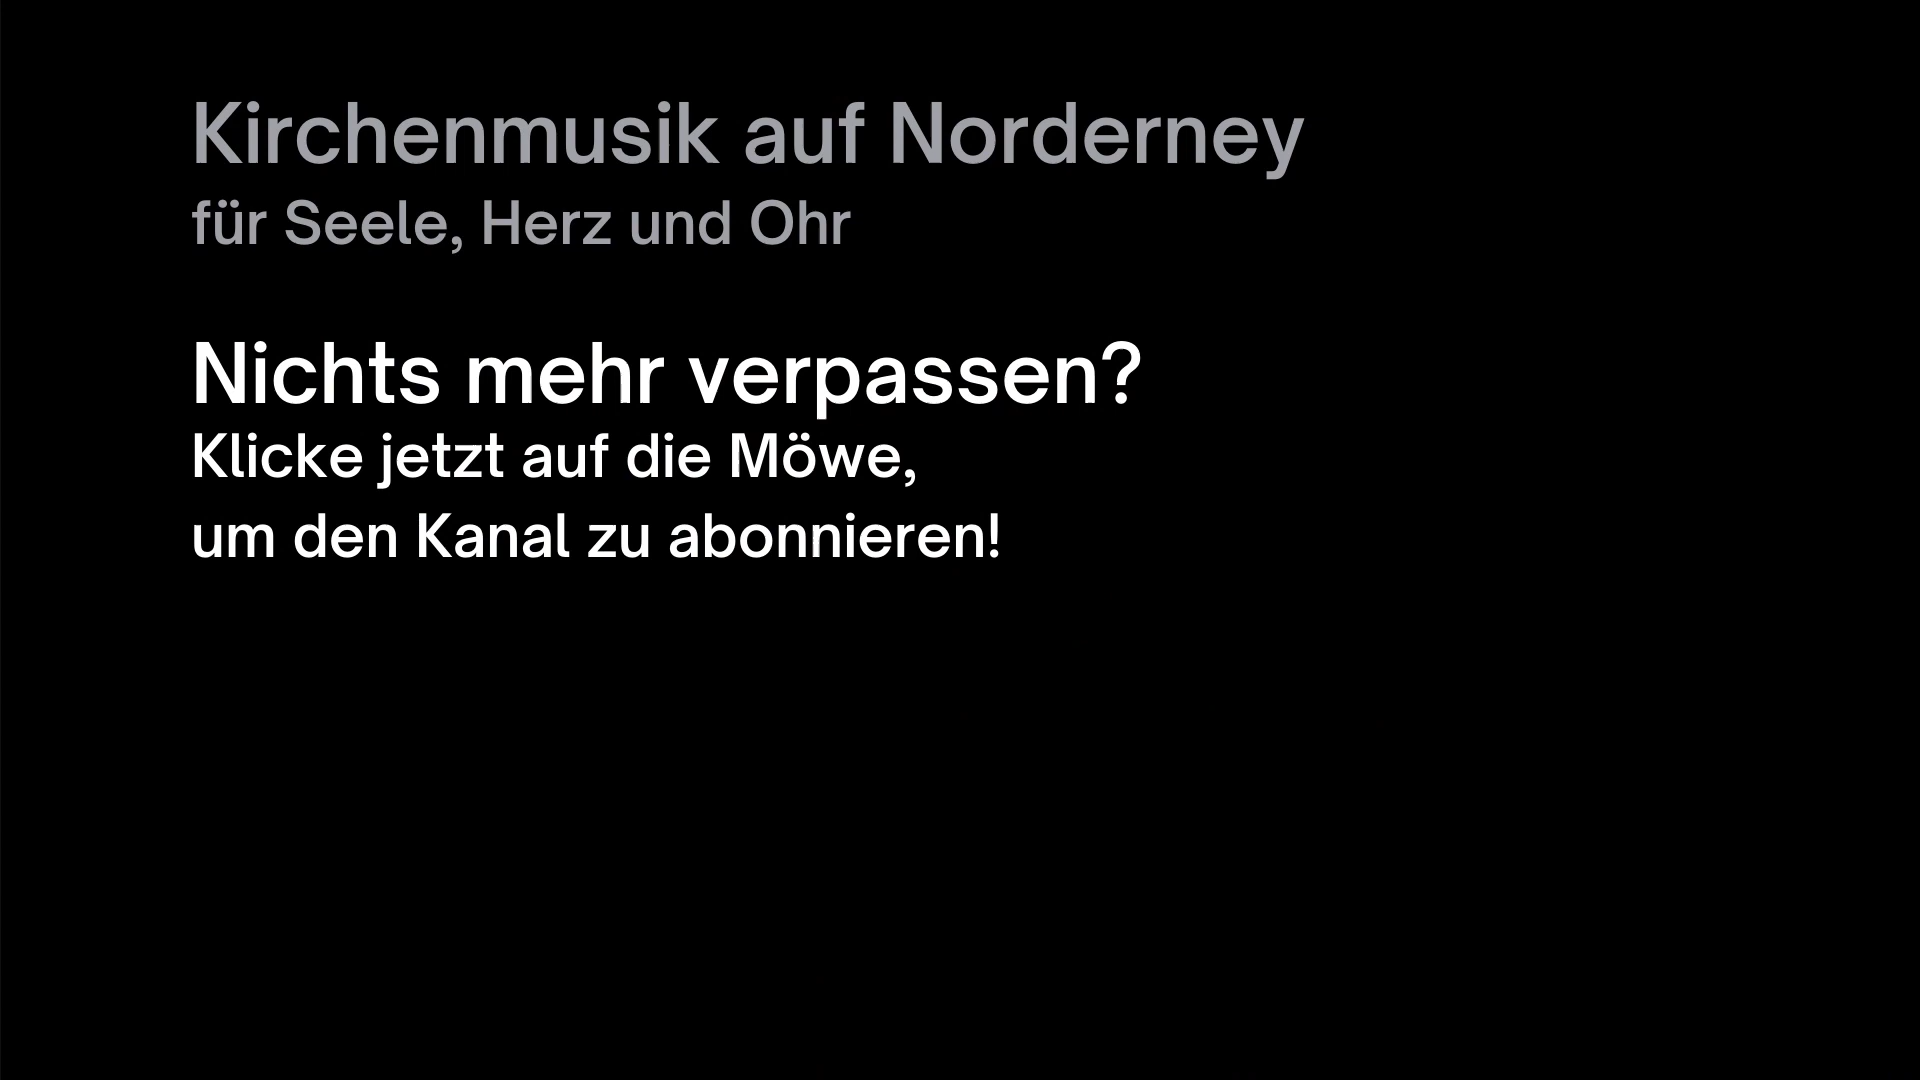 Kirchenmusik auf Norderney
für Seele, Herz und Ohr
Nichts mehr verpassen?
Klicke jetzt auf die Möwe,
um den Kanal zu abonnieren!